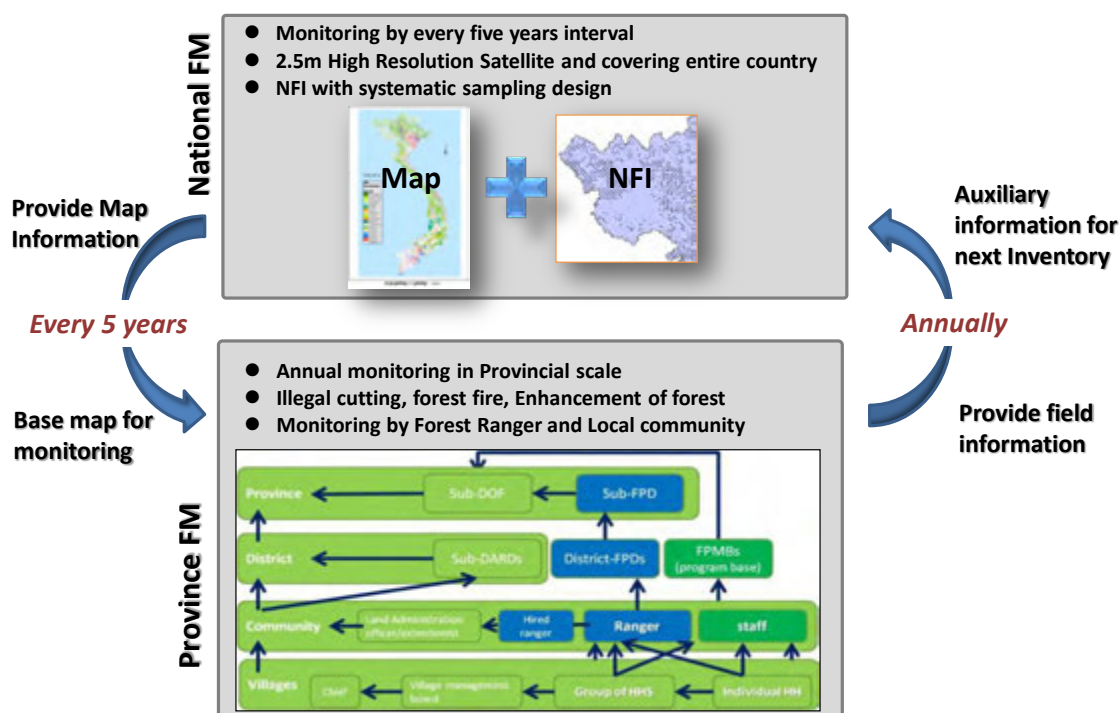 National FM
● Monitoring by every five years interval
● 2.5m High Resolution Satellite and covering entire country
● NFI with systematic sampling design
Map
NFI
Provide Map
Information
Auxiliary
information for
next Inventory
Every 5 years
Annually
Base map for
monitoring
Provide field
information
Province FM
● Annual monitoring in Provincial scale
● Illegal cutting, forest fire, Enhancement of forest
● Monitoring by Forest Ranger and Local community
Province
Sub-DOF
Sub-FPD
District
Sub-DARDs
District-FPDs
FPMBs
(program base)
Community
Land Administration
Hired
ranger
Ranger
staff
Villages
Chief
Village management
board
Group of HHS
Individual HH